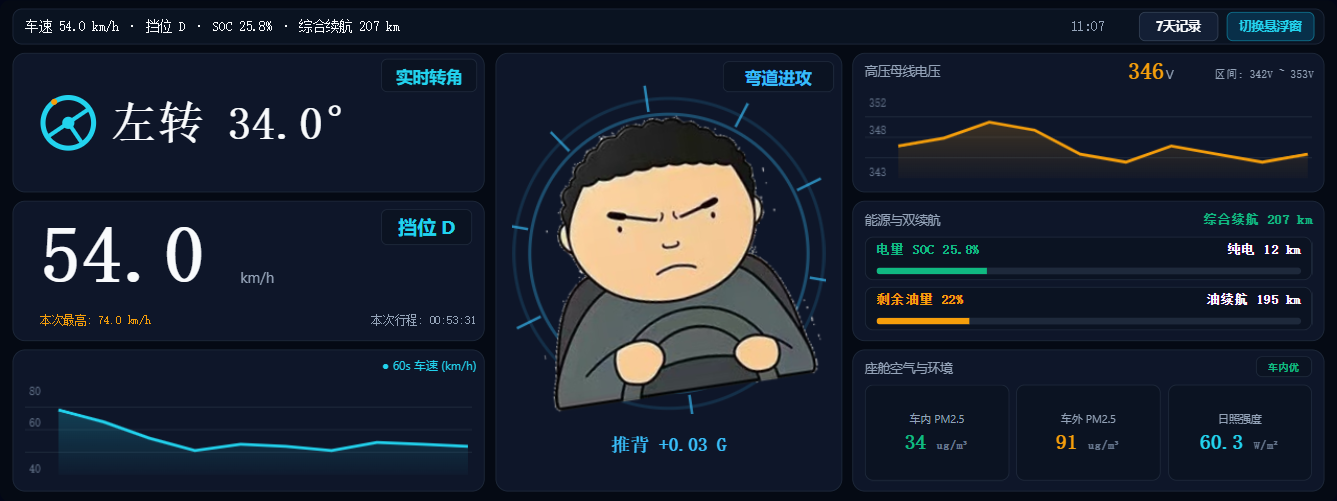 车速 54.0 km/h · 挡位 D · SOC 25.8% · 综合续航 207 km
11:07
7天记录
切换悬浮窗
实时转角
左转 34.0°
挡位 D
54.0
km/h
本次最高: 74.0 km/h
本次行程: 00:53:31
● 60s 车速 (km/h)
80
60
40
弯道进攻
推背 +0.03 G
高压母线电压
346 V
区间: 342V ~ 353V
352
348
343
能源与双续航
综合续航 207 km
电量 SOC 25.8%
纯电 12 km
剩余油量 22%
油续航 195 km
座舱空气与环境
车内优
车内 PM2.5
34 ug/m³
车外 PM2.5
91 ug/m³
日照强度
60.3 W/m²